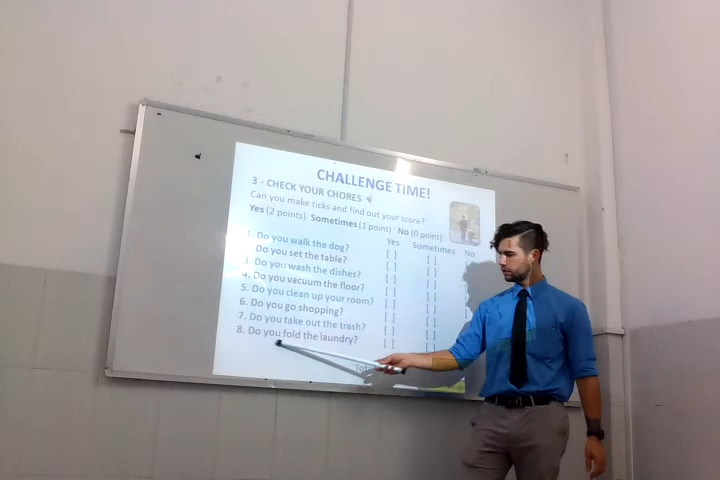 CHALLENGE TIME!
3 - CHECK YOUR CHORES
Can you make ticks and find out your score?
Yes (2 points) Sometimes (1 point) No (0 point)
Yes Sometimes No
1. Do you walk the dog? [ ] [ ]
Do you set the table? [ ] [ ]
3. Do you wash the dishes? [ ] [ ]
4. Do you vacuum the floor? [ ] [ ]
5. Do you clean up your room? [ ] [ ]
6. Do you go shopping? [ ] [ ]
7. Do you take out the trash? [ ] [ ]
8. Do you fold the laundry? [ ] [ ]